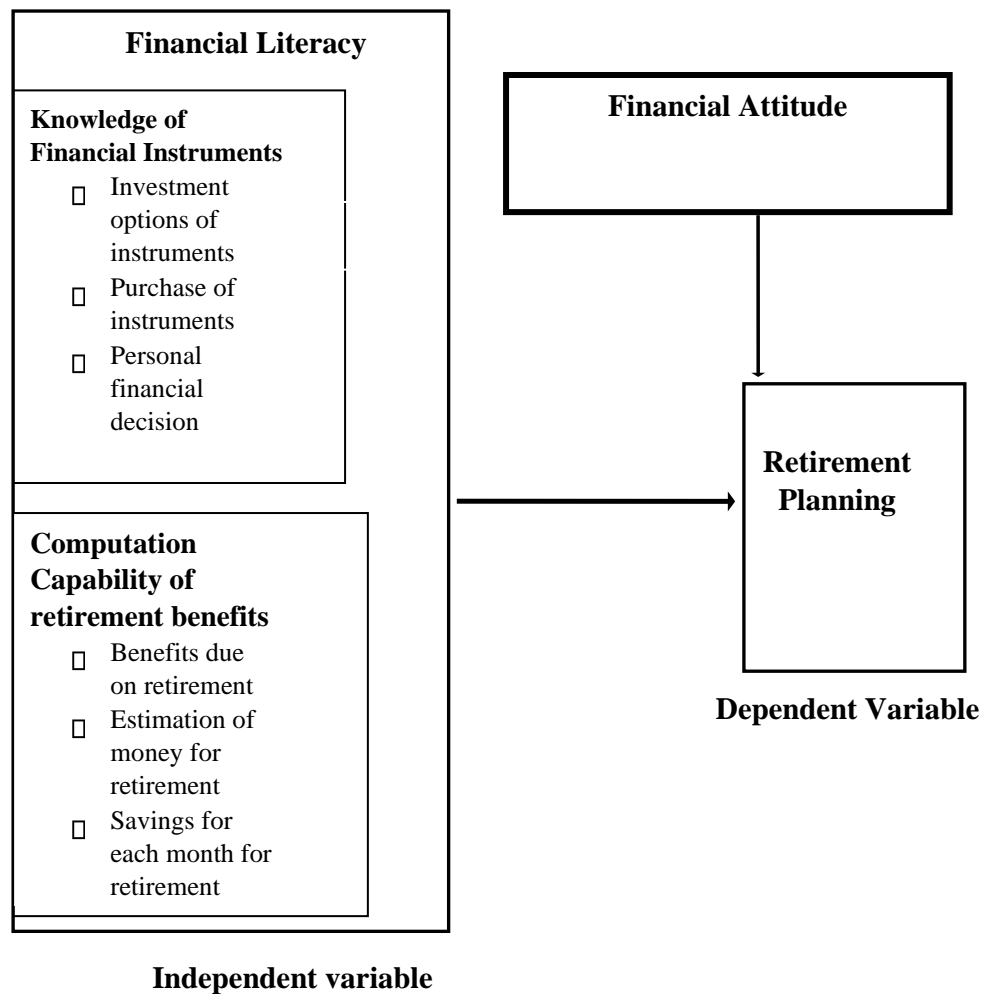 Financial Literacy
Knowledge of
Financial Instruments
Investment
options of
instruments
Purchase of
instruments
Personal
financial
decision
Computation
Capability of
retirement benefits
Benefits due
on retirement
Estimation of
money for
retirement
Savings for
each month for
retirement
Independent variable
Financial Attitude
Retirement
Planning
Dependent Variable